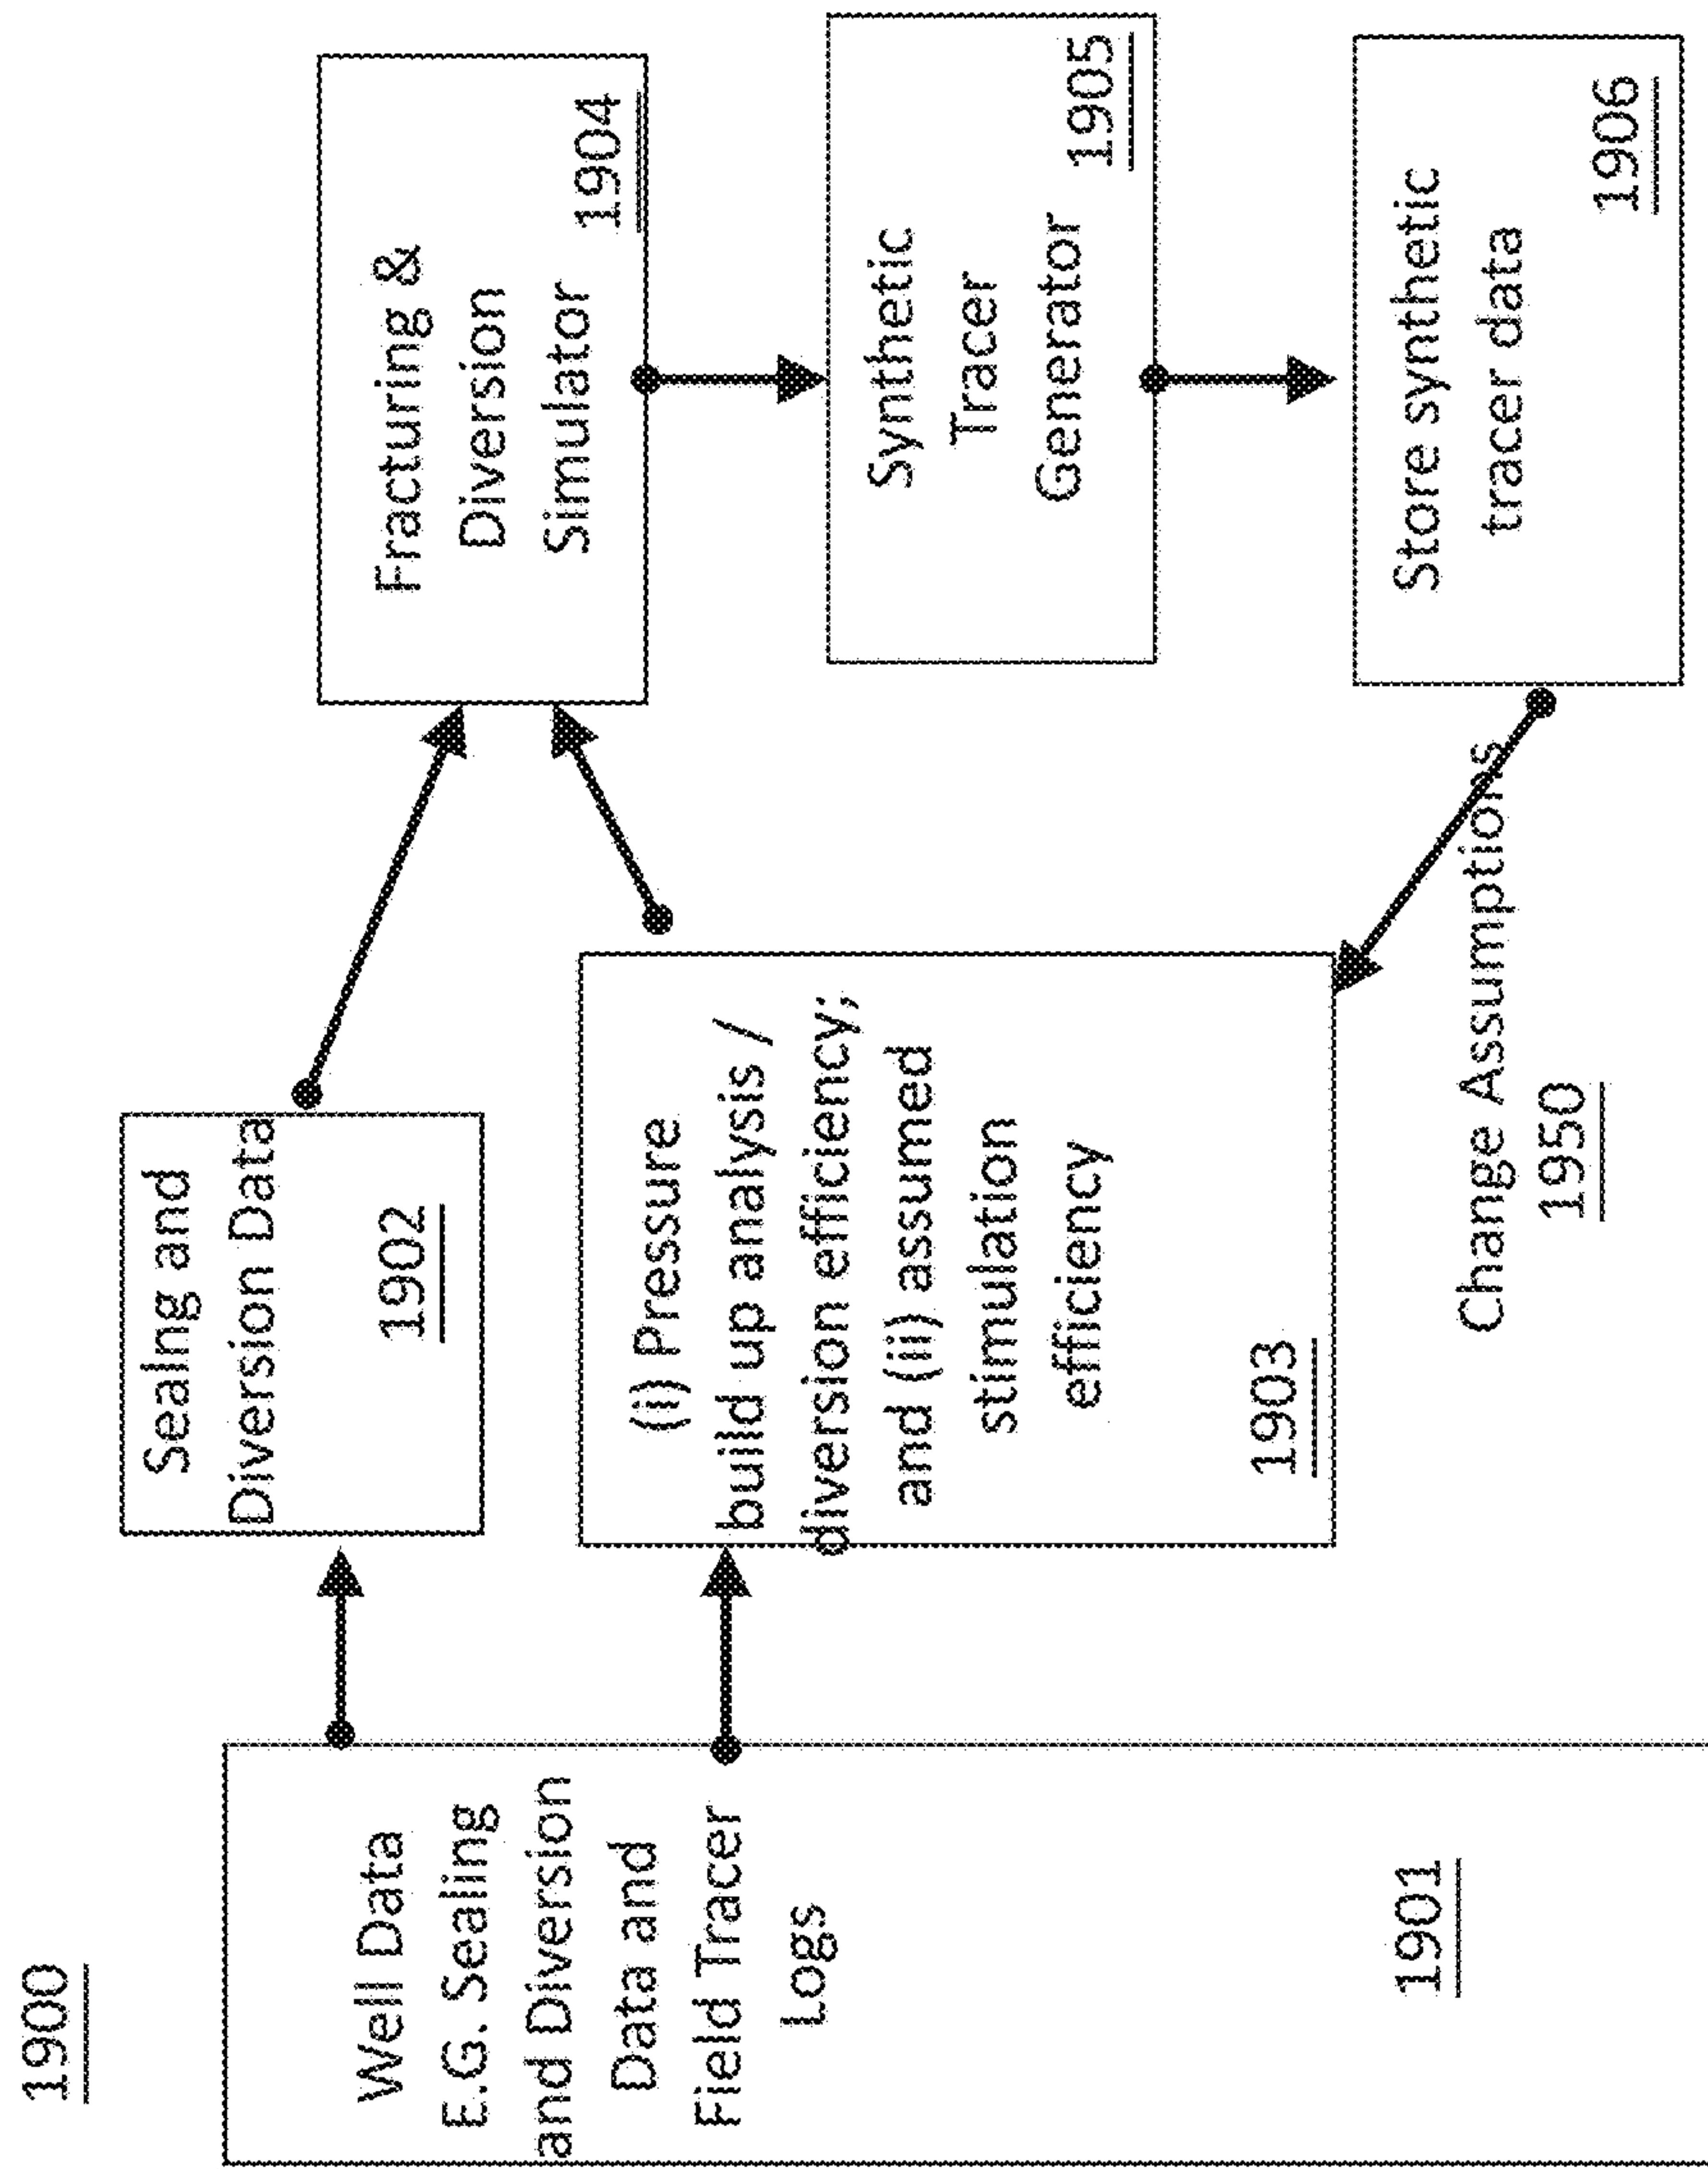 1900
Well Data
E.G. Sealing
and Diversion
Data and
Field Tracer
Logs
1901
Sealng and
Diversion Data
1902
(i) Pressure
build up analysis /
diversion efficiency;
and (ii) assumed
stimulation
efficiency
1903
Change Assumptions
1950
Fracturing &
Diversion
Simulator
1904
Synthetic
Tracer
Generator
1905
Store synthetic
tracer data
1906